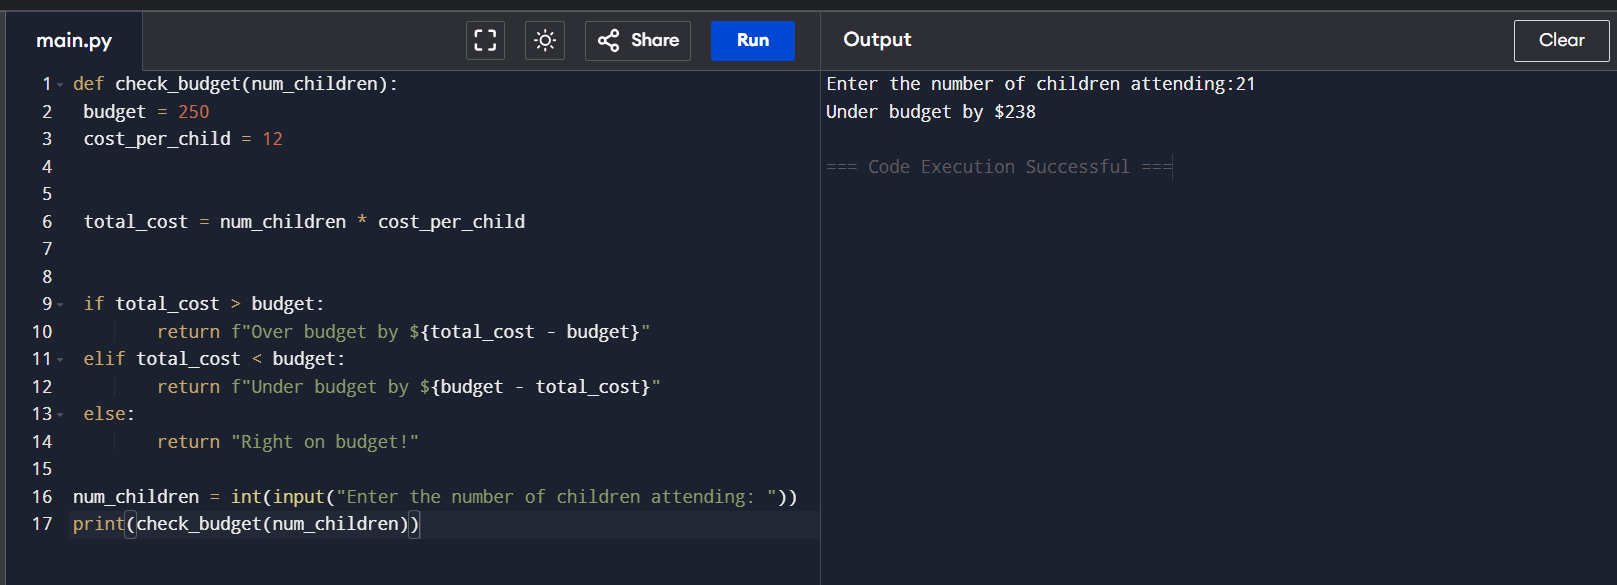 main.py
Share
Run
Output
Clear
1 def check_budget(num_children):
2  budget = 250
3  cost_per_child = 12
4
5
6  total_cost = num_children * cost_per_child
7
8
9  if total_cost > budget:
10         return f"Over budget by ${total_cost - budget}"
11  elif total_cost < budget:
12         return f"Under budget by ${budget - total_cost}"
13  else:
14         return "Right on budget!"
15
16 num_children = int(input("Enter the number of children attending: "))
17 print(check_budget(num_children))
Enter the number of children attending:21
Under budget by $238
=== Code Execution Successful ===